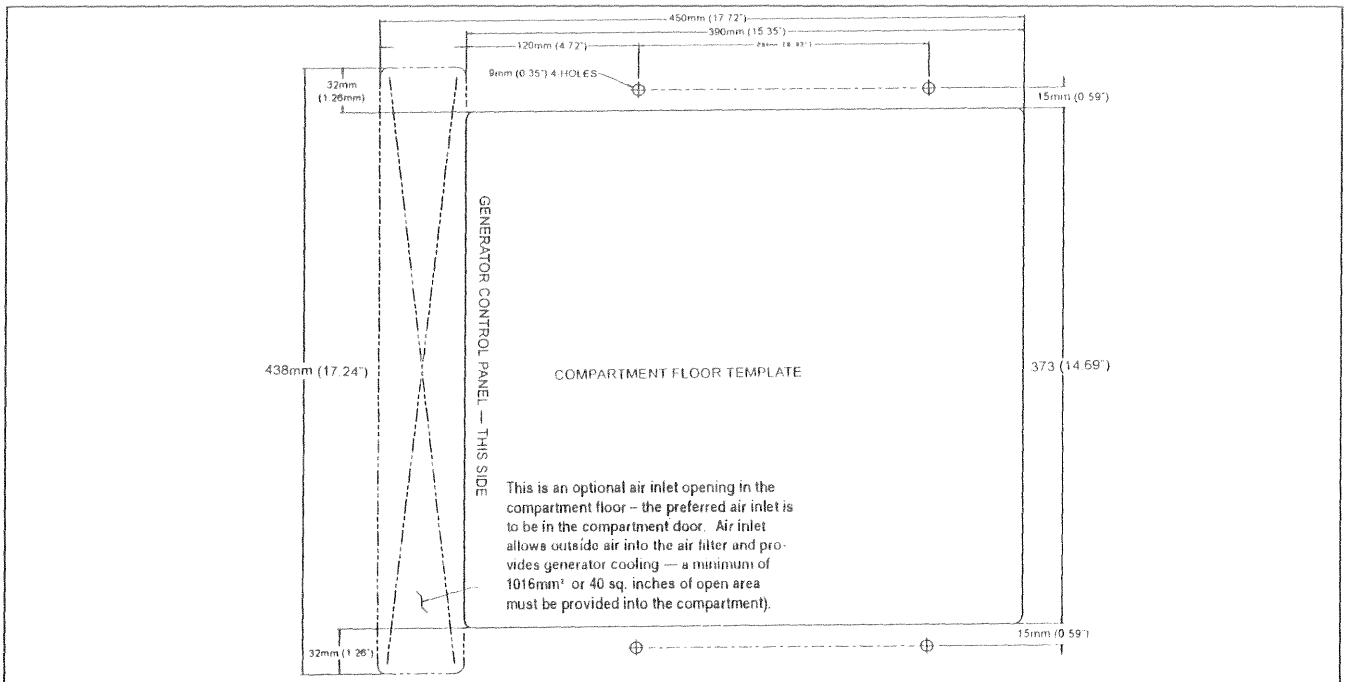 450mm (17 72")
390mm (15.35")
120mm (4.72")
9mm (0 35") 4 HOLES
32mm
(1.26mm)
15mm (0 59")
GENERATOR CONTROL PANEL — THIS SIDE
438mm (17.24")
COMPARTMENT FLOOR TEMPLATE
373 (14.69")
This is an optional air inlet opening in the
compartment floor – the preferred air inlet is
to be in the compartment door. Air inlet
allows outside air into the air filter and pro-
vides generator cooling — a minimum of
1016mm² or 40 sq. inches of open area
must be provided into the compartment).
32mm (1 26")
15mm (0 59")